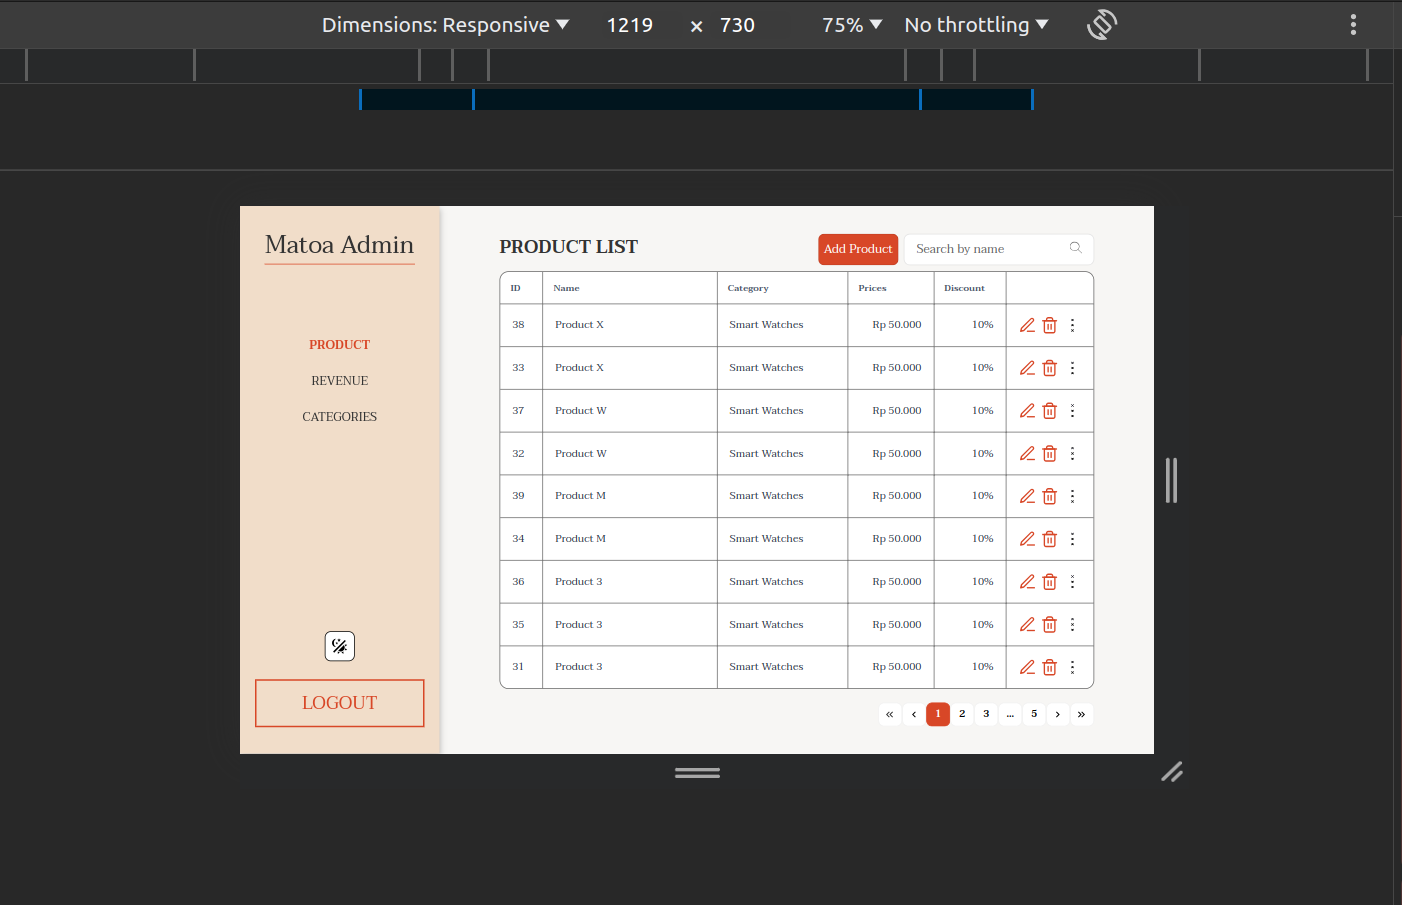 Dimensions: Responsive 1219 × 730 75% No throttling
Matoa Admin
PRODUCT
REVENUE
CATEGORIES
LOGOUT
PRODUCT LIST Add Product Search by name
ID Name Category Prices Discount
38 Product X Smart Watches Rp 50.000 10%
33 Product X Smart Watches Rp 50.000 10%
37 Product W Smart Watches Rp 50.000 10%
32 Product W Smart Watches Rp 50.000 10%
39 Product M Smart Watches Rp 50.000 10%
34 Product M Smart Watches Rp 50.000 10%
36 Product 3 Smart Watches Rp 50.000 10%
35 Product 3 Smart Watches Rp 50.000 10%
31 Product 3 Smart Watches Rp 50.000 10%
« ‹ 1 2 3 ... 5 › »